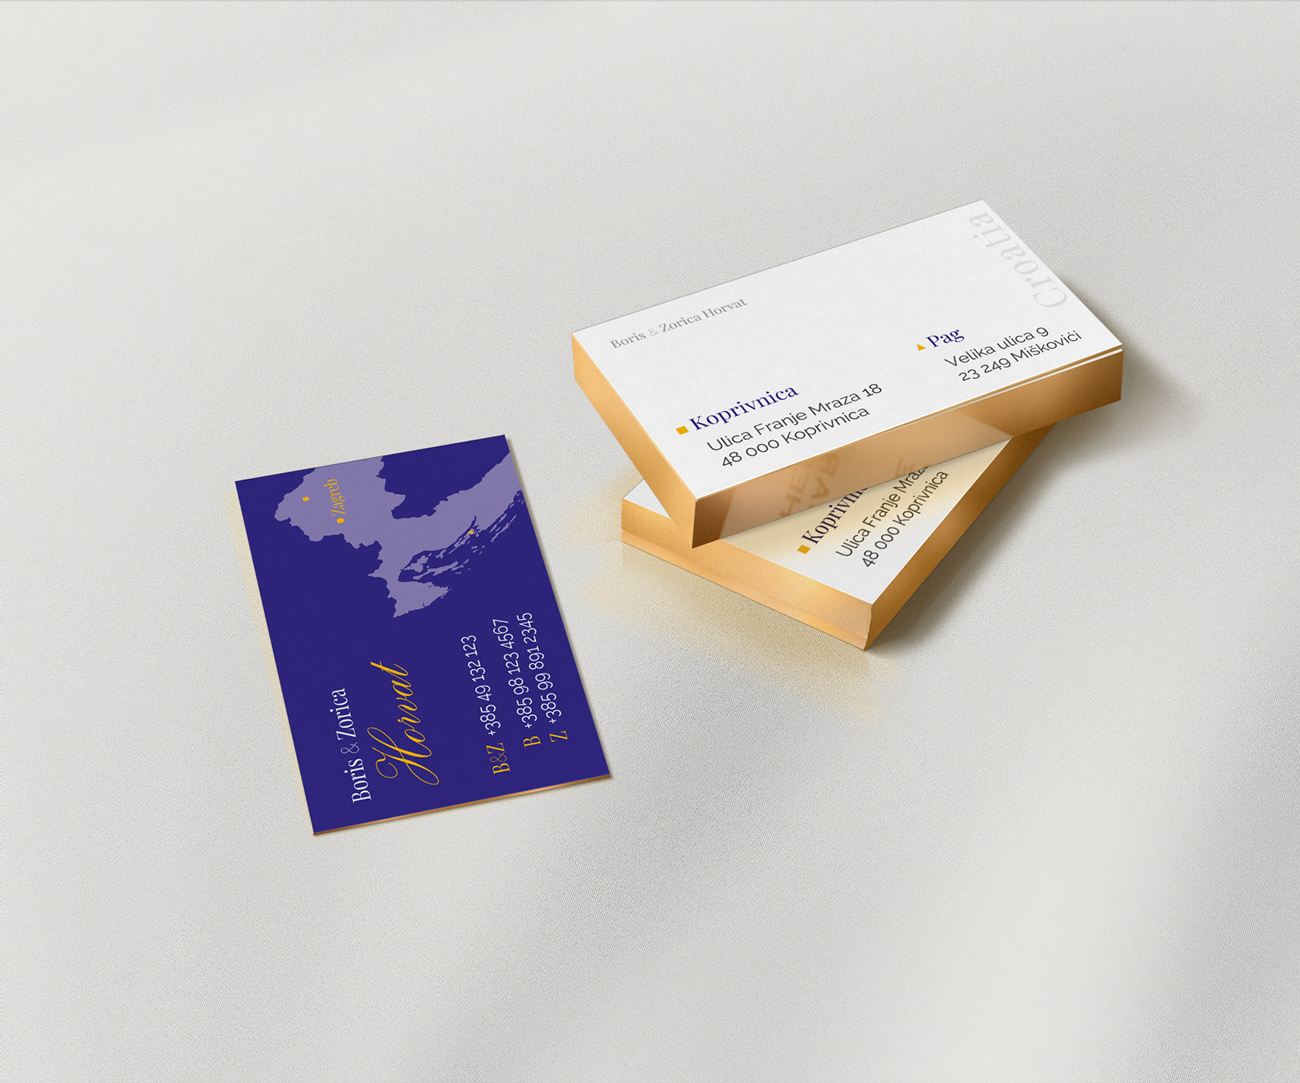 Boris & Zorica
Horvat
B&Z +385 49 132 123
B +385 98 123 4567
Z +385 99 891 2345
Zagreb
Boris & Zorica Horvat
Koprivnica
Ulica Franje Mraza 18
48 000 Koprivnica
Pag
Velika ulica 9
23 249 Miškovići
Croatia
Ulica Franje
48 000 Koprivnica